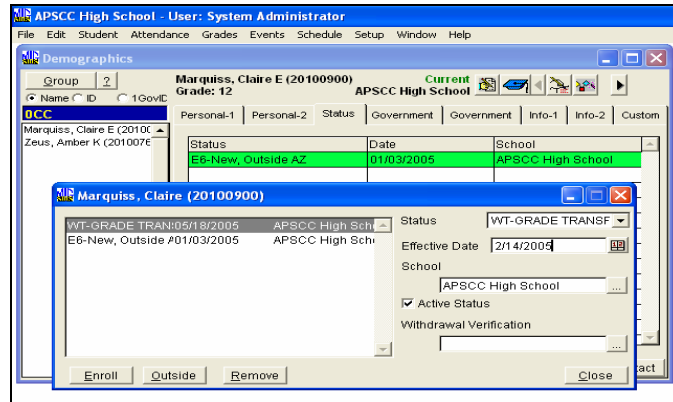 APSCC High School - User: System Administrator
File Edit Student Attendance Grades Events Schedule Setup Window Help
Demographics
Group ? Marquiss, Claire E (20100900) Current
Name ID 1GovID Grade: 12 APSCC High School
0CC Personal-1 Personal-2 Status Government Government Info-1 Info-2 Custom
Marquiss, Claire E (2010C
Zeus, Amber K (2010076
Status Date School
E6-New, Outside AZ 01/03/2005 APSCC High School
Marquiss, Claire (20100900)
WT-GRADE TRAN 05/18/2005 APSCC High Sch Status WT-GRADE TRANSF
E6-New, Outside A 01/03/2005 APSCC High Sch Effective Date 2/14/2005
School
APSCC High School ...
Active Status
Withdrawal Verification
...
Enroll Outside Remove Close
tact